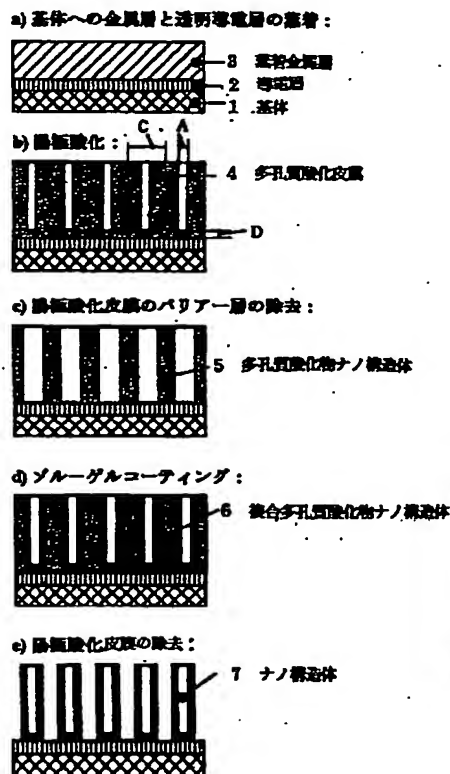 a) 基体への金属層と透明導電層の蒸着：
3 蒸着金属層
2 導電層
1 基体
b) 陽極酸化：
C
A
4 多孔質酸化皮膜
D
c) 陽極酸化皮膜のバリアー層の除去：
5 多孔質酸化物ナノ構造体
d) ゾルーゲルコーティング：
6 複合多孔質酸化物ナノ構造体
e) 陽極酸化皮膜の除去：
7 ナノ構造体